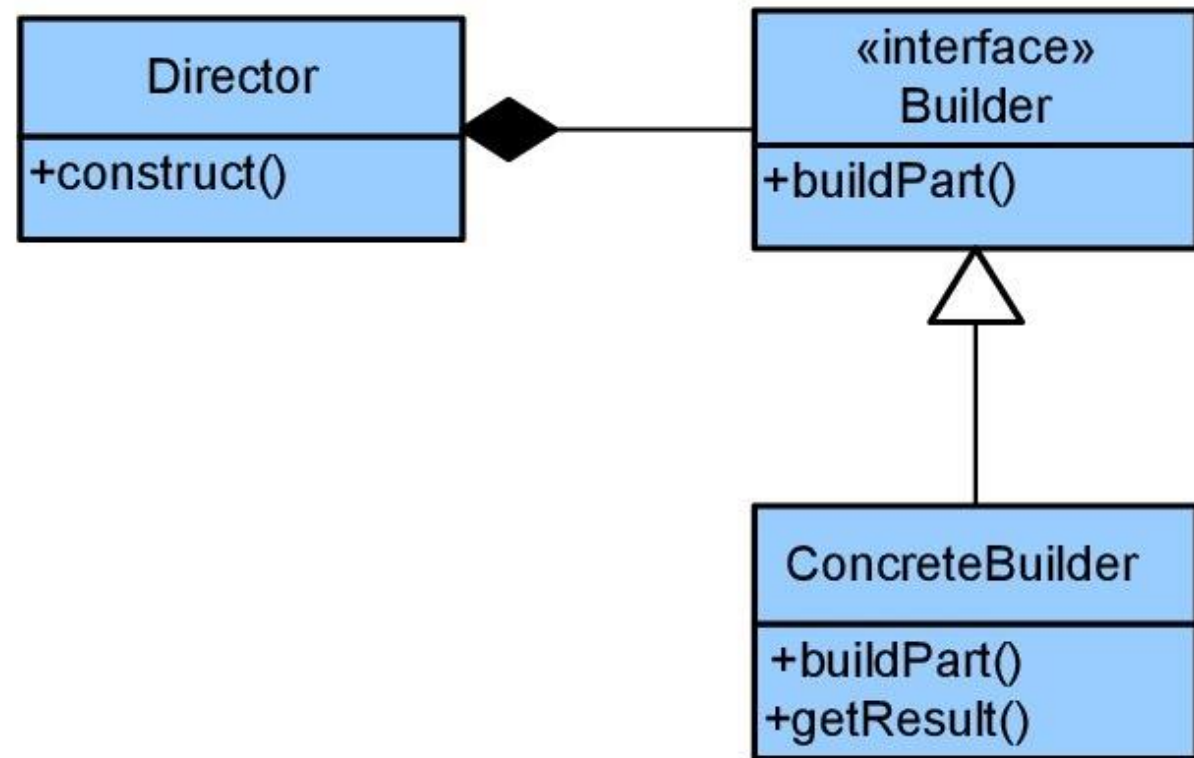 Director
+construct()
«interface»
Builder
+buildPart()
ConcreteBuilder
+buildPart()
+getResult()